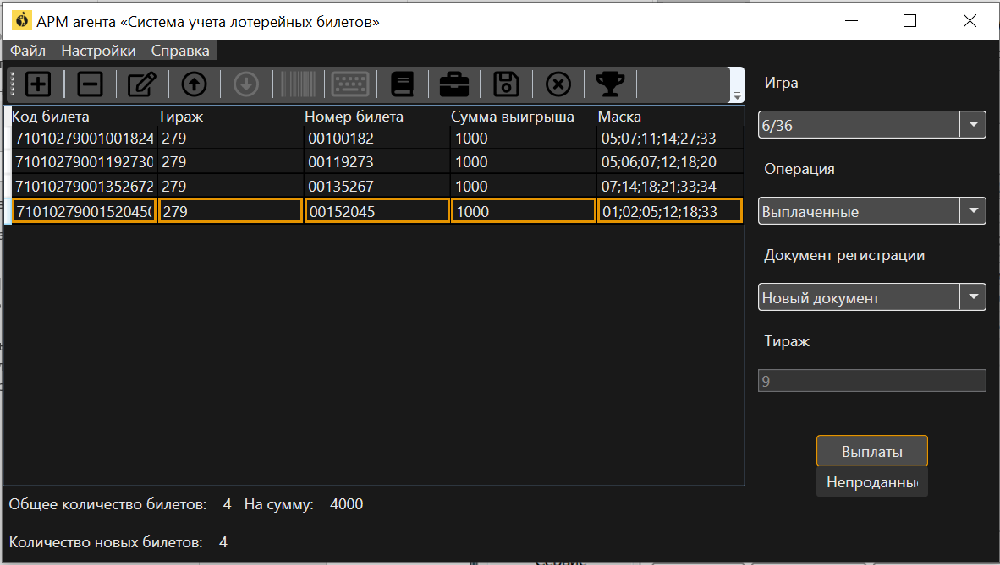 АРМ агента «Система учета лотерейных билетов»
Файл Настройки Справка
Код билета Тираж Номер билета Сумма выигрыша Маска
71010279001001824 279 00100182 1000 05;07;11;14;27;33
71010279001192730 279 00119273 1000 05;06;07;12;18;20
71010279001352672 279 00135267 1000 07;14;18;21;33;34
71010279001520450 279 00152045 1000 01;02;05;12;18;33
Общее количество билетов: 4 На сумму: 4000
Количество новых билетов: 4
Игра
6/36
Операция
Выплаченные
Документ регистрации
Новый документ
Тираж
9
Выплаты
Непроданны